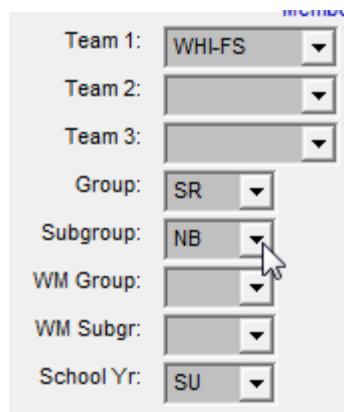 Team 1: WHI-FS
Team 2:
Team 3:
Group: SR
Subgroup: NB
WM Group:
WM Subgr:
School Yr: SU